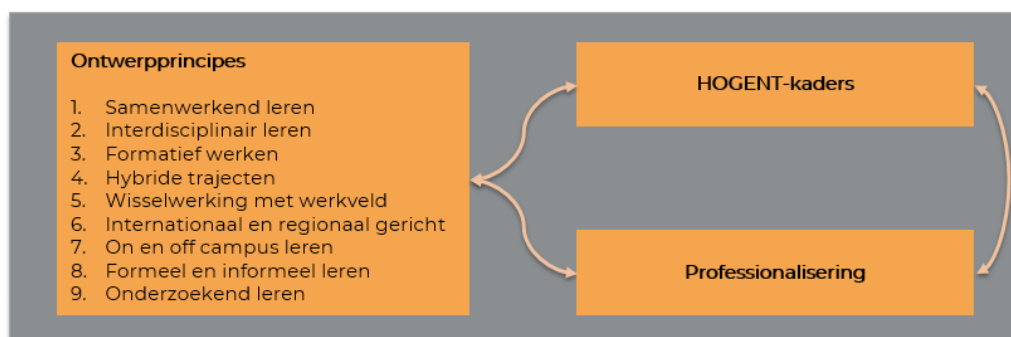 Ontwerpprincipes
1. Samenwerkend leren
2. Interdisciplinair leren
3. Formatief werken
4. Hybride trajecten
5. Wisselwerking met werkveld
6. Internationaal en regionaal gericht
7. On en off campus leren
8. Formeel en informeel leren
9. Onderzoekend leren
HOGENT-kaders
Professionalisering